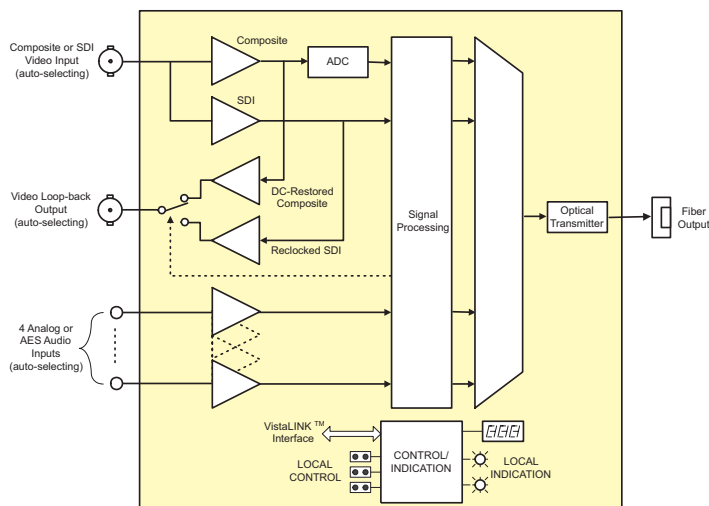 Composite or SDI
Video Input
(auto-selecting)
Composite
ADC
SDI
Video Loop-back
Output
(auto-selecting)
DC-Restored
Composite
Reclocked SDI
Signal
Processing
Optical
Transmitter
Fiber
Output
4 Analog or
AES Audio
Inputs
(auto-selecting)
VistaLINK ™
Interface
LOCAL
CONTROL
CONTROL/
INDICATION
LOCAL
INDICATION